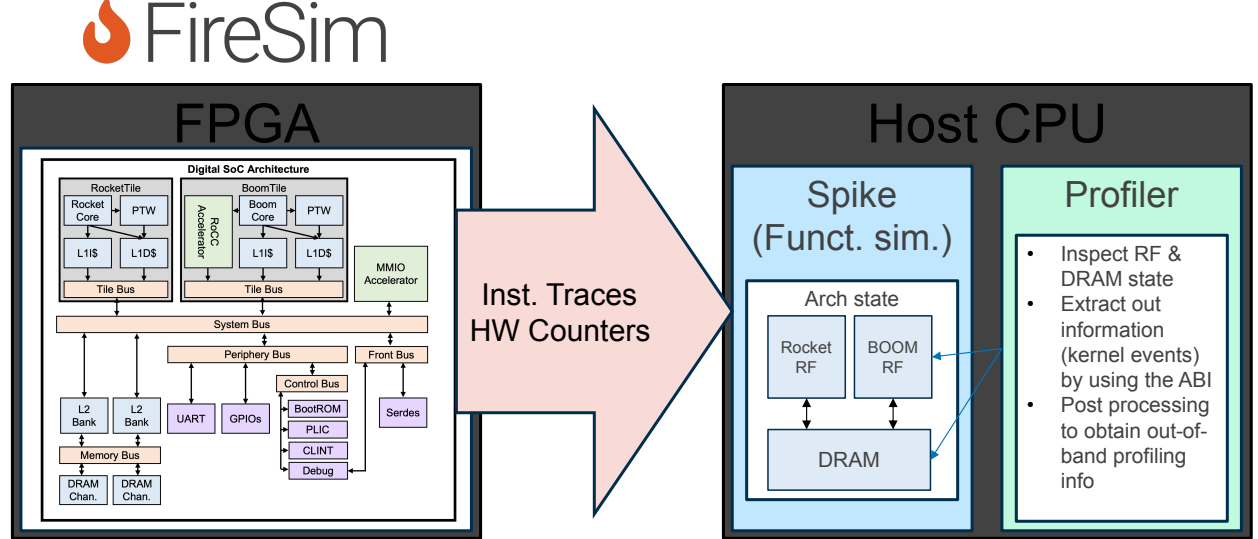 FireSim
FPGA
Digital SoC Architecture
RocketTile
Rocket
Core
PTW
L1I$
L1D$
Tile Bus
BoomTile
RoCC
Accelerator
Boom
Core
PTW
L1I$
L1D$
Tile Bus
MMIO
Accelerator
System Bus
Periphery Bus
Front Bus
Control Bus
L2
Bank
L2
Bank
UART
GPIOs
BootROM
PLIC
CLINT
Debug
Serdes
Memory Bus
DRAM
Chan.
DRAM
Chan.
Inst. Traces
HW Counters
Host CPU
Spike
(Funct. sim.)
Arch state
Rocket
RF
BOOM
RF
DRAM
Profiler
• Inspect RF &
DRAM state
• Extract out
information
(kernel events)
by using the ABI
• Post processing
to obtain out-of-
band profiling
info